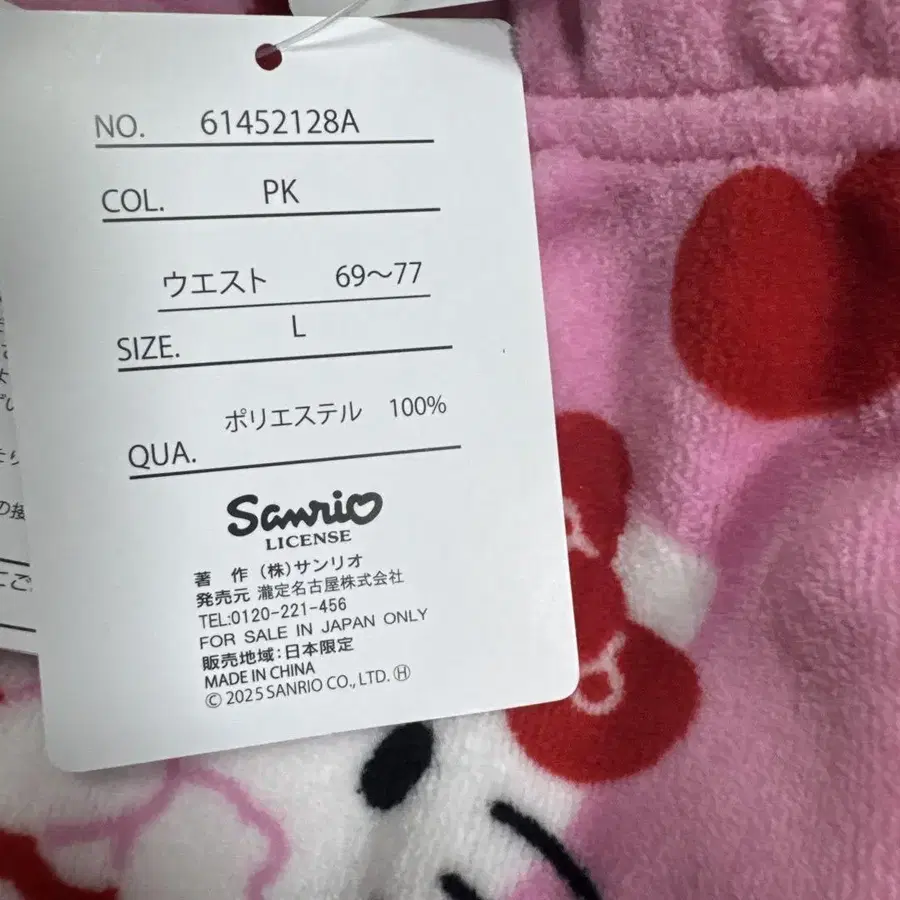 NO. 61452128A
COL. PK
ウエスト 69～77
SIZE. L
QUA. ポリエステル 100%
Sanrio
LICENSE
著 作 (株)サンリオ
発売元 瀧定名古屋株式会社
TEL:0120-221-456
FOR SALE IN JAPAN ONLY
販売地域:日本限定
MADE IN CHINA
© 2025 SANRIO CO., LTD. Ⓗ